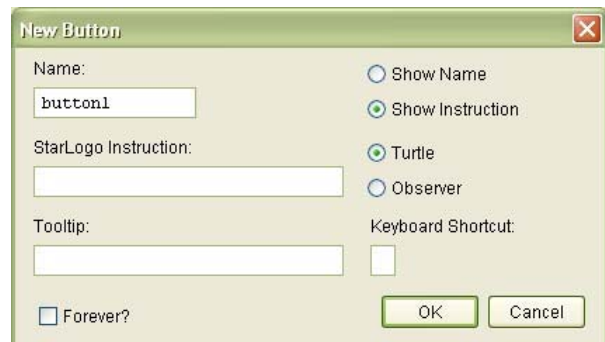 New Button
Name:
button1
StarLogo Instruction:
Tooltip:
Forever?
Show Name
Show Instruction
Turtle
Observer
Keyboard Shortcut:
OK
Cancel